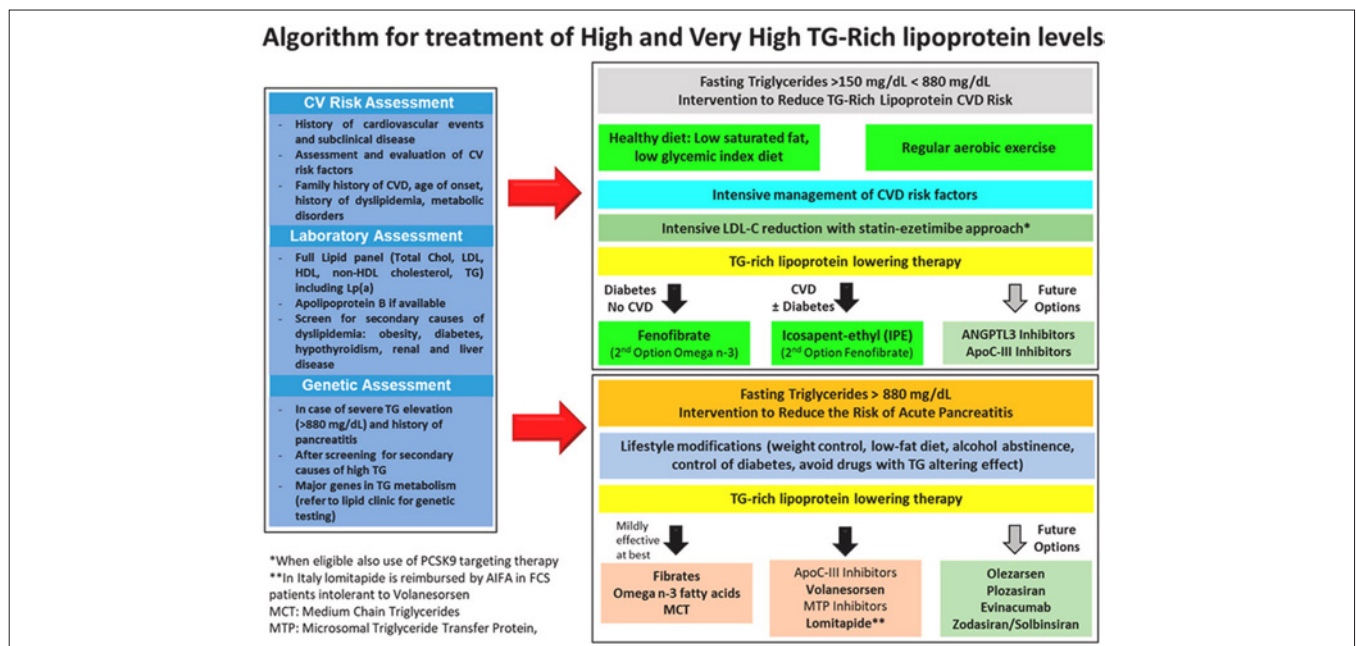 Algorithm for treatment of High and Very High TG-Rich lipoprotein levels
CV Risk Assessment
- History of cardiovascular events
and subclinical disease
- Assessment and evaluation of CV
risk factors
- Family history of CVD, age of onset,
history of dyslipidemia, metabolic
disorders
Laboratory Assessment
- Full Lipid panel (Total Chol, LDL,
HDL, non-HDL cholesterol, TG)
including Lp(a)
- Apolipoprotein B if available
- Screen for secondary causes of
dyslipidemia: obesity, diabetes,
hypothyroidism, renal and liver
disease
Genetic Assessment
- In case of severe TG elevation
(>880 mg/dL) and history of
pancreatitis
- After screening for secondary
causes of high TG
- Major genes in TG metabolism
(refer to lipid clinic for genetic
testing)
*When eligible also use of PCSK9 targeting therapy
**In Italy lomitapide is reimbursed by AIFA in FCS
patients intolerant to Volanesorsen
MCT: Medium Chain Triglycerides
MTP: Microsomal Triglyceride Transfer Protein,
Fasting Triglycerides >150 mg/dL < 880 mg/dL
Intervention to Reduce TG-Rich Lipoprotein CVD Risk
Healthy diet: Low saturated fat,
low glycemic index diet
Regular aerobic exercise
Intensive management of CVD risk factors
Intensive LDL-C reduction with statin-ezetimibe approach*
TG-rich lipoprotein lowering therapy
Diabetes
No CVD
CVD
± Diabetes
Future
Options
Fenofibrate
(2nd Option Omega n-3)
Icosapent-ethyl (IPE)
(2nd Option Fenofibrate)
ANGPTL3 Inhibitors
ApoC-III Inhibitors
Fasting Triglycerides > 880 mg/dL
Intervention to Reduce the Risk of Acute Pancreatitis
Lifestyle modifications (weight control, low-fat diet, alcohol abstinence,
control of diabetes, avoid drugs with TG altering effect)
TG-rich lipoprotein lowering therapy
Mildly
effective
at best
Future
Options
Fibrates
Omega n-3 fatty acids
MCT
ApoC-III Inhibitors
Volanesorsen
MTP Inhibitors
Lomitapide**
Olezarsen
Plozasiran
Evinacumab
Zodasiran/Solbinsiran